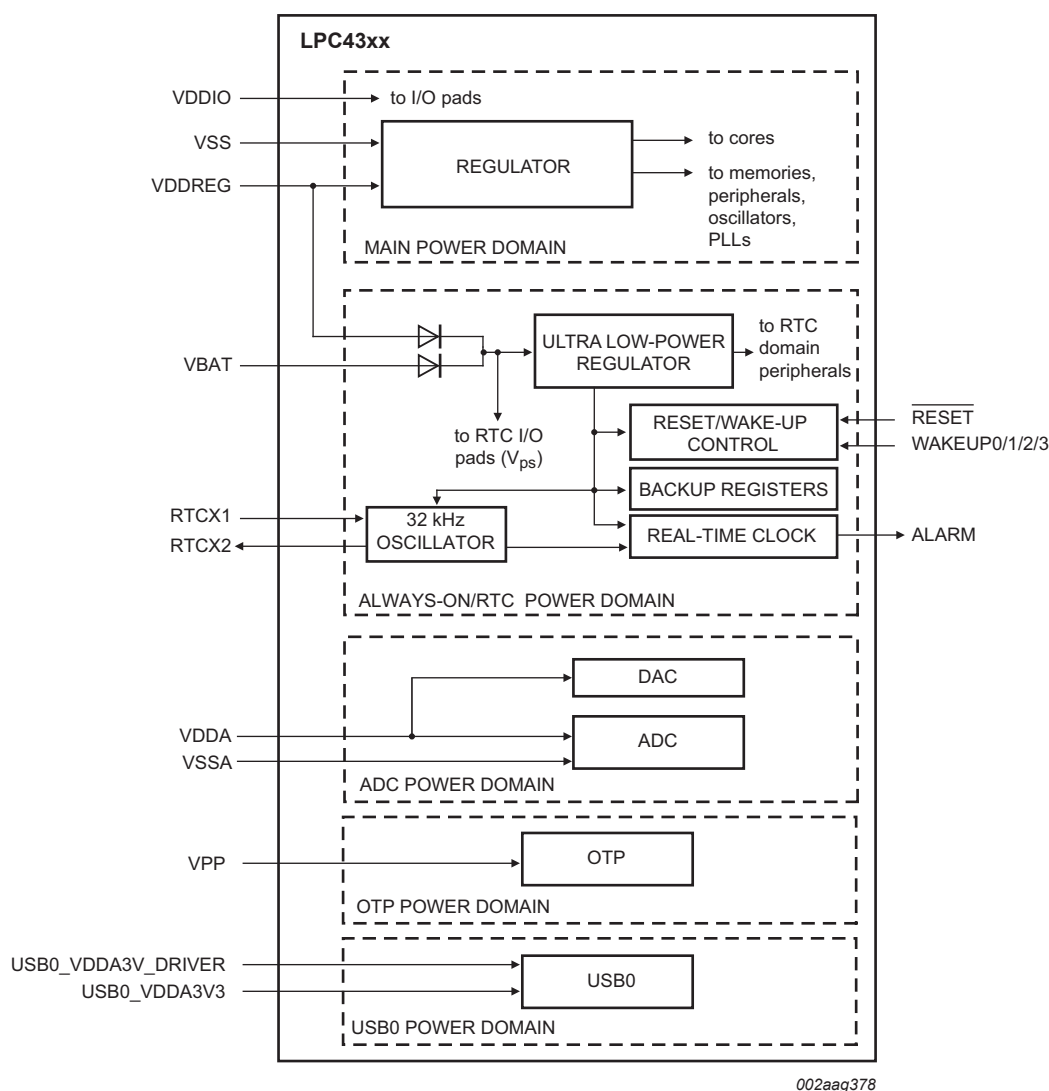 LPC43xx
VDDIO
to I/O pads
VSS
REGULATOR
to cores
VDDREG
to memories,
peripherals,
oscillators,
PLLs
MAIN POWER DOMAIN
VBAT
ULTRA LOW-POWER
REGULATOR
to RTC
domain
peripherals
to RTC I/O
pads (Vps)
RESET/WAKE-UP
CONTROL
RESET
WAKEUP0/1/2/3
BACKUP REGISTERS
RTCX1
RTCX2
32 kHz
OSCILLATOR
REAL-TIME CLOCK
ALARM
ALWAYS-ON/RTC POWER DOMAIN
DAC
VDDA
VSSA
ADC
ADC POWER DOMAIN
VPP
OTP
OTP POWER DOMAIN
USB0_VDDA3V_DRIVER
USB0_VDDA3V3
USB0
USB0 POWER DOMAIN
002aag378